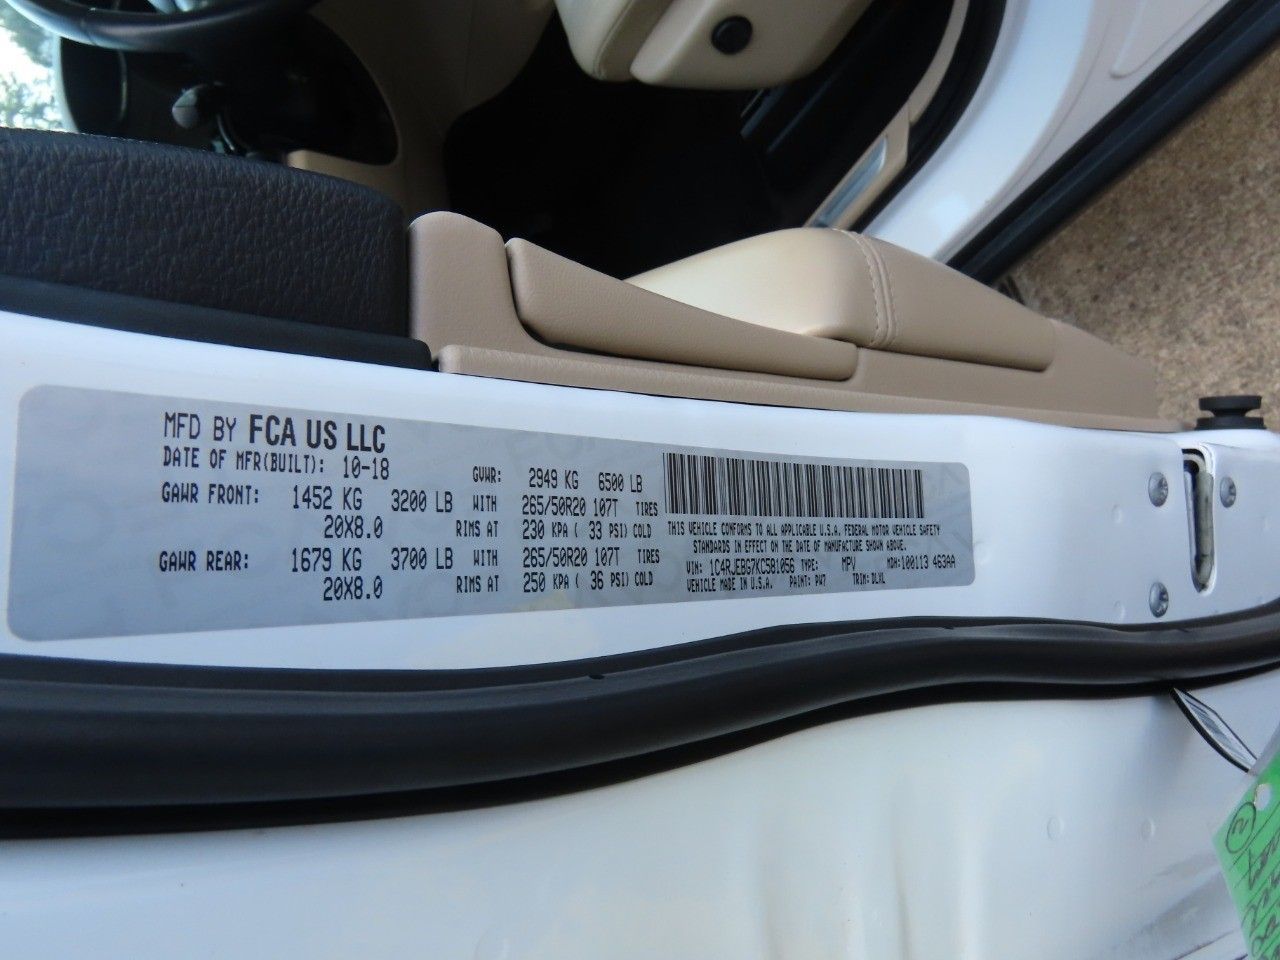 MFD BY FCA US LLC
DATE OF MFR(BUILT): 10-18 GVWR: 2949 KG 6500 LB
GAWR FRONT: 1452 KG 3200 LB WITH 265/50R20 107T TIRES
20X8.0 RIMS AT 230 KPA ( 33 PSI) COLD
GAWR REAR: 1679 KG 3700 LB WITH 265/50R20 107T TIRES
20X8.0 RIMS AT 250 KPA ( 36 PSI) COLD
THIS VEHICLE CONFORMS TO ALL APPLICABLE U.S.A. FEDERAL MOTOR VEHICLE SAFETY
STANDARDS IN EFFECT ON THE DATE OF MANUFACTURE SHOWN ABOVE.
VIN: 1C4RJEBG7KC581056 TYPE: MPV MDH: 100113 463AA
VEHICLE MADE IN U.S.A. PAINT: PW7 TRIM: DLXL
2